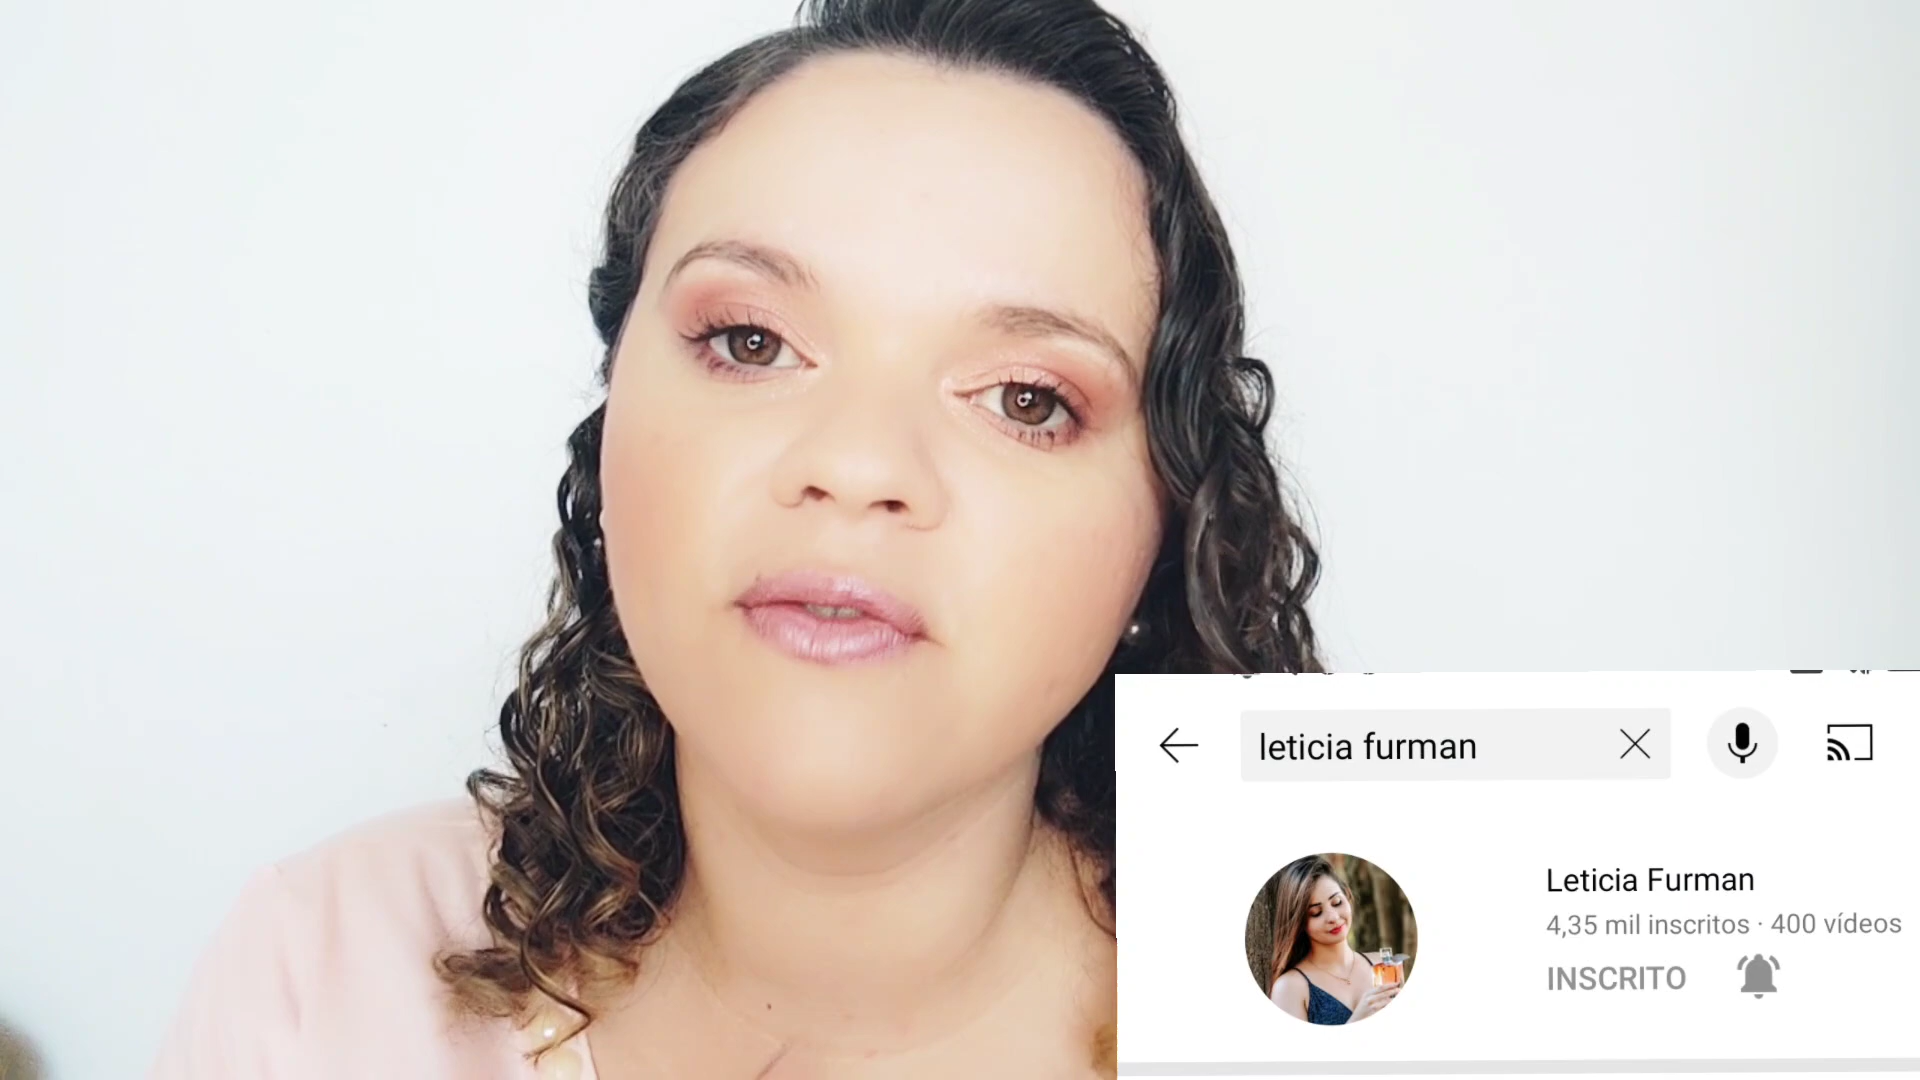 leticia furman
Leticia Furman
4,35 mil inscritos · 400 vídeos
INSCRITO